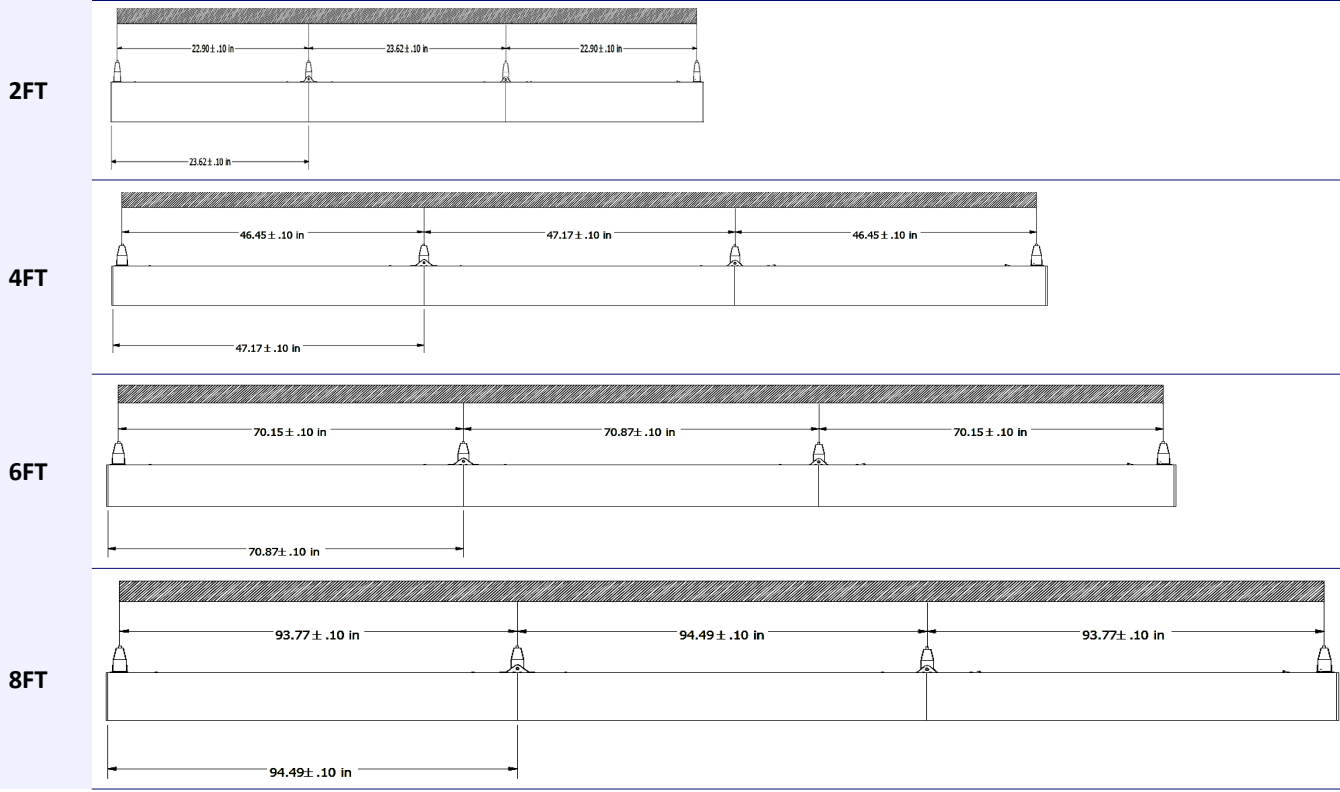 2FT
22.90±.10 in
23.62±.10 in
22.90±.10 in
23.62±.10 in
4FT
46.45±.10 in
47.17±.10 in
46.45±.10 in
47.17±.10 in
6FT
70.15±.10 in
70.87±.10 in
70.15±.10 in
70.87±.10 in
8FT
93.77±.10 in
94.49±.10 in
93.77±.10 in
94.49±.10 in